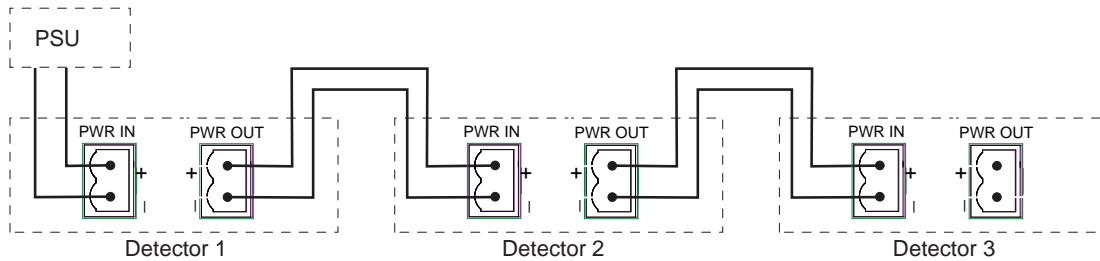 PSU
PWR IN
PWR OUT
PWR IN
PWR OUT
PWR IN
PWR OUT
+
+
+
+
+
+
Detector 1
Detector 2
Detector 3